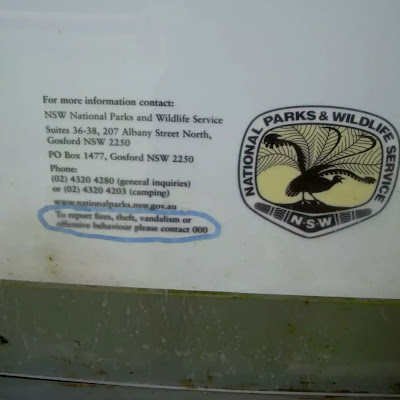 For more information contact:
NSW National Parks and Wildlife Service
Suites 36-38, 207 Albany Street North,
Gosford NSW 2250
PO Box 1477, Gosford NSW 2250
Phone:
(02) 4320 4280 (general inquiries)
or (02) 4320 4203 (camping)
www.nationalparks.nsw.gov.au
To report fires, theft, vandalism or
offensive behaviour please contact 000
NATIONAL PARKS & WILDLIFE SERVICE
N·S·W